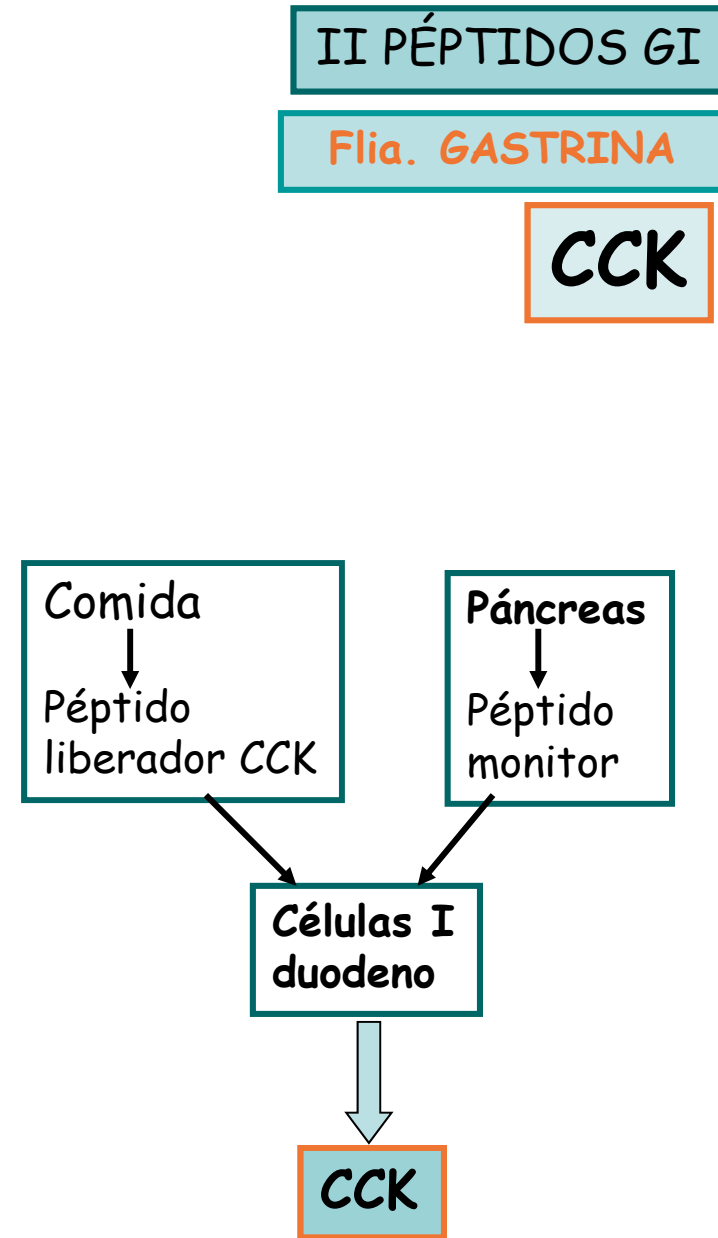 II PÉPTIDOS GI
Flia. GASTRINA
CCK
Comida
Péptido
liberador CCK
Páncreas
Péptido
monitor
Células I
duodeno
CCK